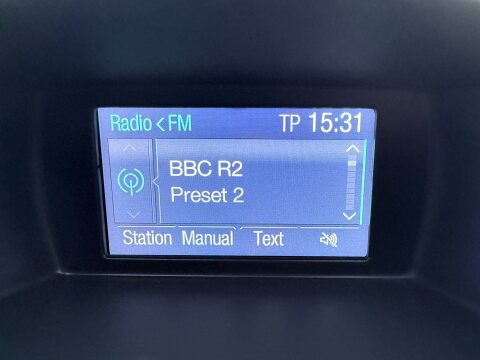 Radio < FM TP 15:31
BBC R2
Preset 2
Station Manual Text